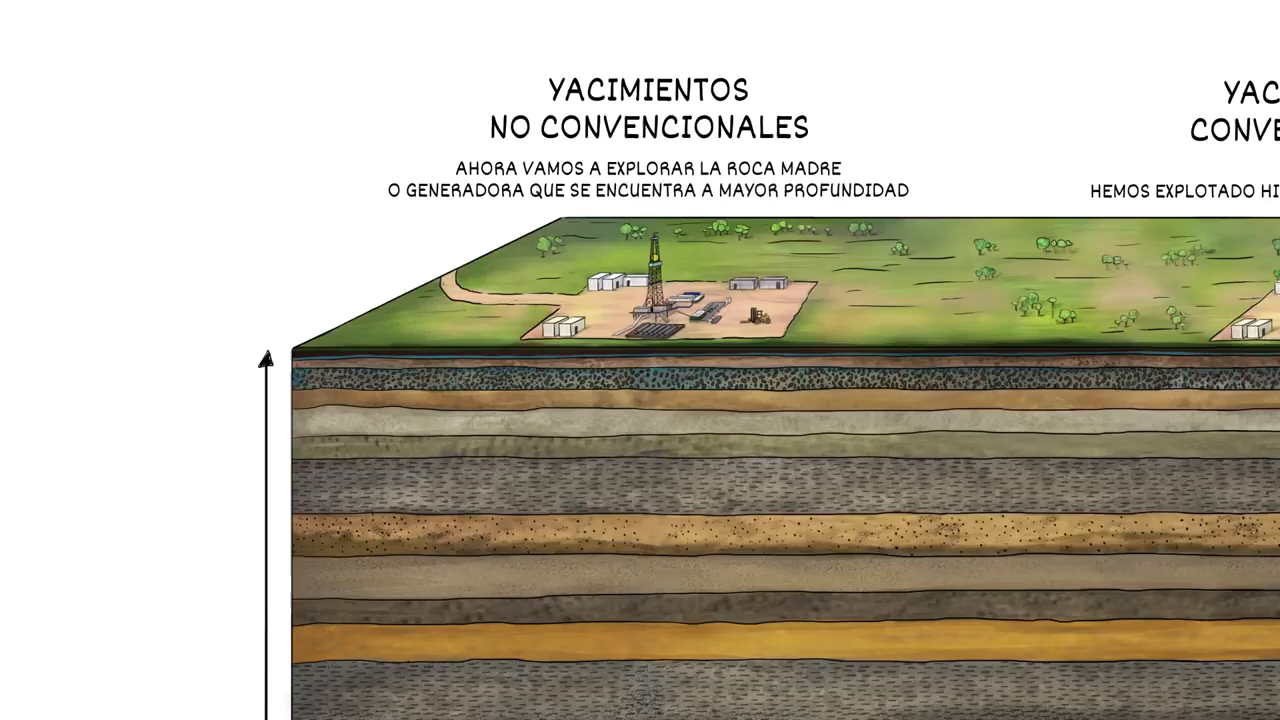 YACIMIENTOS
NO CONVENCIONALES
AHORA VAMOS A EXPLORAR LA ROCA MADRE
O GENERADORA QUE SE ENCUENTRA A MAYOR PROFUNDIDAD
HEMOS EXPLOTADO